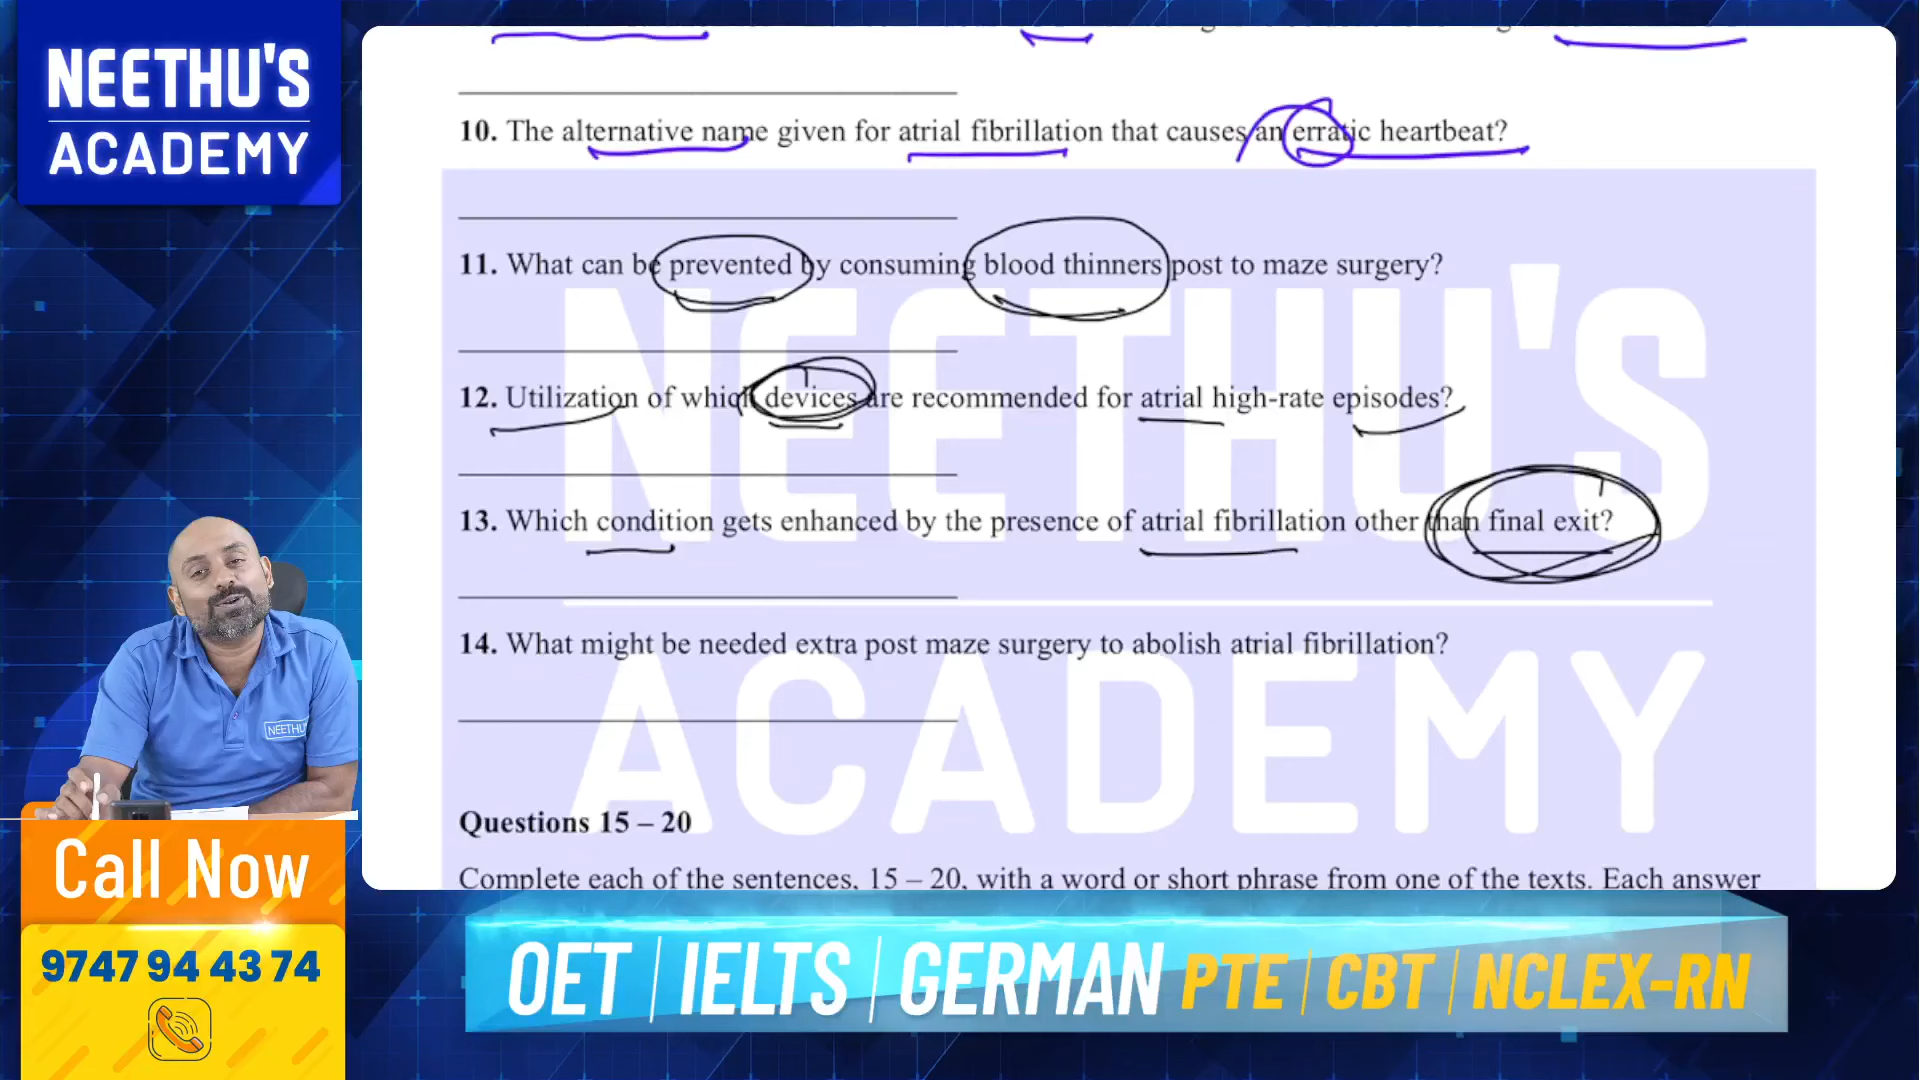 NEETHU'S
ACADEMY
10. The alternative name given for atrial fibrillation that causes an erratic heartbeat?
11. What can be prevented by consuming blood thinners post to maze surgery?
12. Utilization of which devices are recommended for atrial high-rate episodes?
13. Which condition gets enhanced by the presence of atrial fibrillation other than final exit?
14. What might be needed extra post maze surgery to abolish atrial fibrillation?
NEETHU'S
ACADEMY
Questions 15 – 20
Complete each of the sentences, 15 – 20, with a word or short phrase from one of the texts. Each answer
NEETHU
Call Now
9747 94 43 74
OET | IELTS | GERMAN PTE | CBT | NCLEX-RN